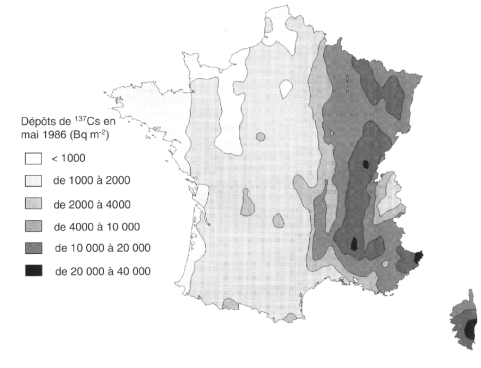 Dépôts de ¹³⁷Cs en
mai 1986 (Bq m⁻²)
< 1000
de 1000 à 2000
de 2000 à 4000
de 4000 à 10 000
de 10 000 à 20 000
de 20 000 à 40 000